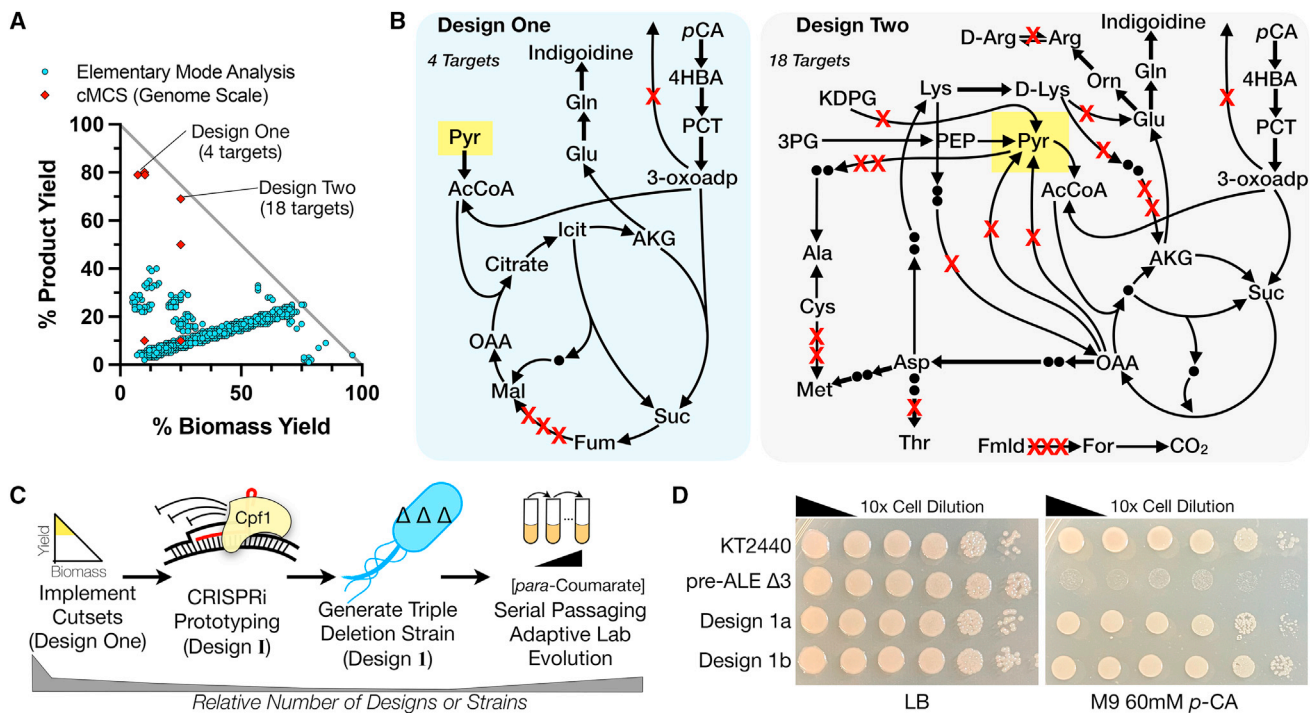 A
Elementary Mode Analysis
cMCS (Genome Scale)
100
80
60
40
20
0
0
50
100
% Product Yield
% Biomass Yield
Design One
(4 targets)
Design Two
(18 targets)
B
Design One
4 Targets
Indigoidine
Gln
Glu
pCA
4HBA
PCT
3-oxoadp
Pyr
AcCoA
Icit
AKG
Citrate
OAA
Mal
Fum
Suc
X
X X X
Design Two
18 Targets
D-Arg
X
Arg
Indigoidine
pCA
Orn
Gln
4HBA
X
KDPG
X
Lys
D-Lys
X
Glu
PCT
3PG
PEP
Pyr
X
3-oxoadp
XX
AcCoA
X
X
Ala
X
X
X
AKG
Suc
Cys
X
X
Met
Asp
OAA
X
Thr
Fmld
XXX
For
CO₂
C
Yield
Biomass
Implement
Cutsets
(Design One)
Cpf1
CRISPRi
Prototyping
(Design I)
Δ Δ Δ
Generate Triple
Deletion Strain
(Design 1)
...
[para-Coumarate]
Serial Passaging
Adaptive Lab
Evolution
Relative Number of Designs or Strains
D
10x Cell Dilution
10x Cell Dilution
KT2440
pre-ALE Δ3
Design 1a
Design 1b
LB
M9 60mM p-CA